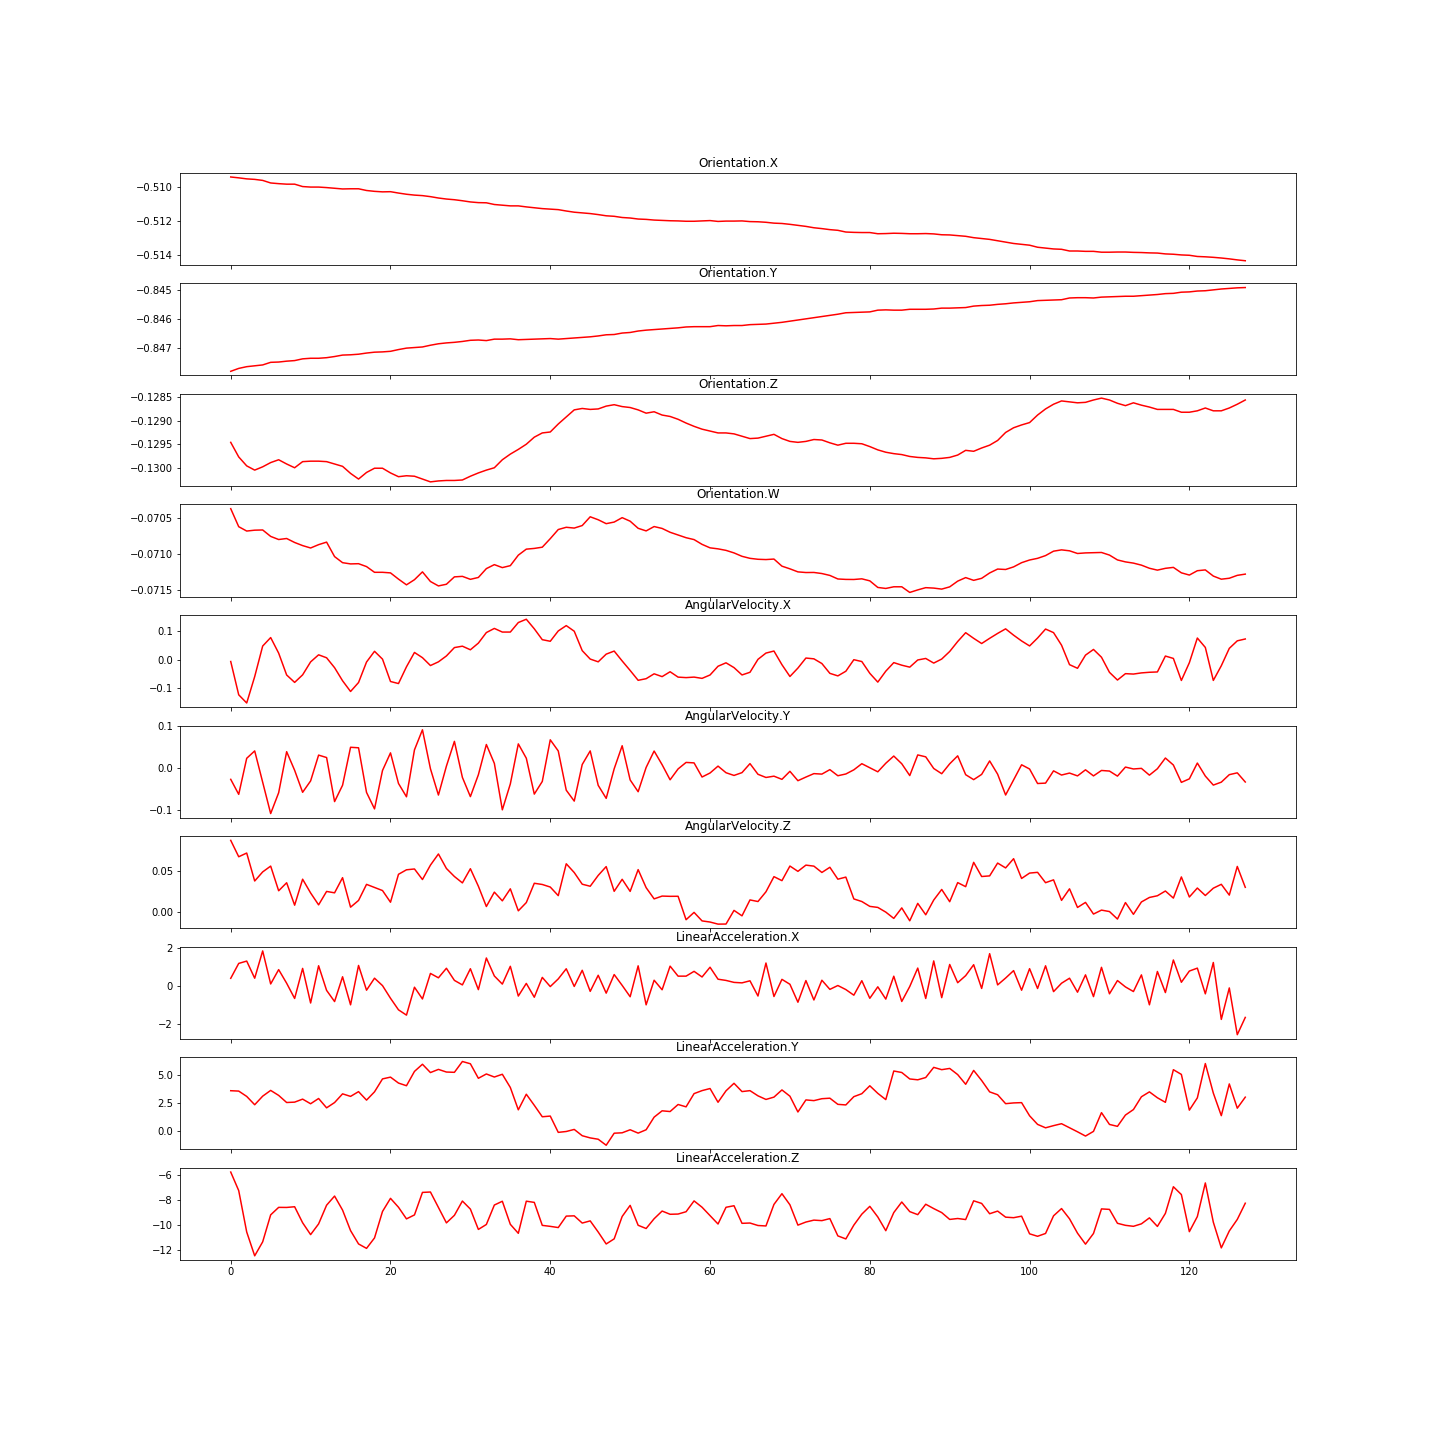 Orientation.X
−0.510
−0.512
−0.514
Orientation.Y
−0.845
−0.846
−0.847
Orientation.Z
−0.1285
−0.1290
−0.1295
−0.1300
Orientation.W
−0.0705
−0.0710
−0.0715
AngularVelocity.X
0.1
0.0
−0.1
AngularVelocity.Y
0.1
0.0
−0.1
AngularVelocity.Z
0.05
0.00
LinearAcceleration.X
2
0
−2
LinearAcceleration.Y
5.0
2.5
0.0
LinearAcceleration.Z
−6
−8
−10
−12
0 20 40 60 80 100 120